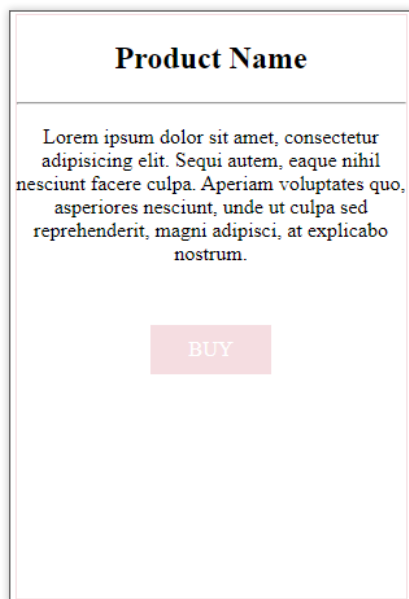 Product Name
Lorem ipsum dolor sit amet, consectetur
adipisicing elit. Sequi autem, eaque nihil
nesciunt facere culpa. Aperiam voluptates quo,
asperiores nesciunt, unde ut culpa sed
reprehenderit, magni adipisci, at explicabo
nostrum.
BUY